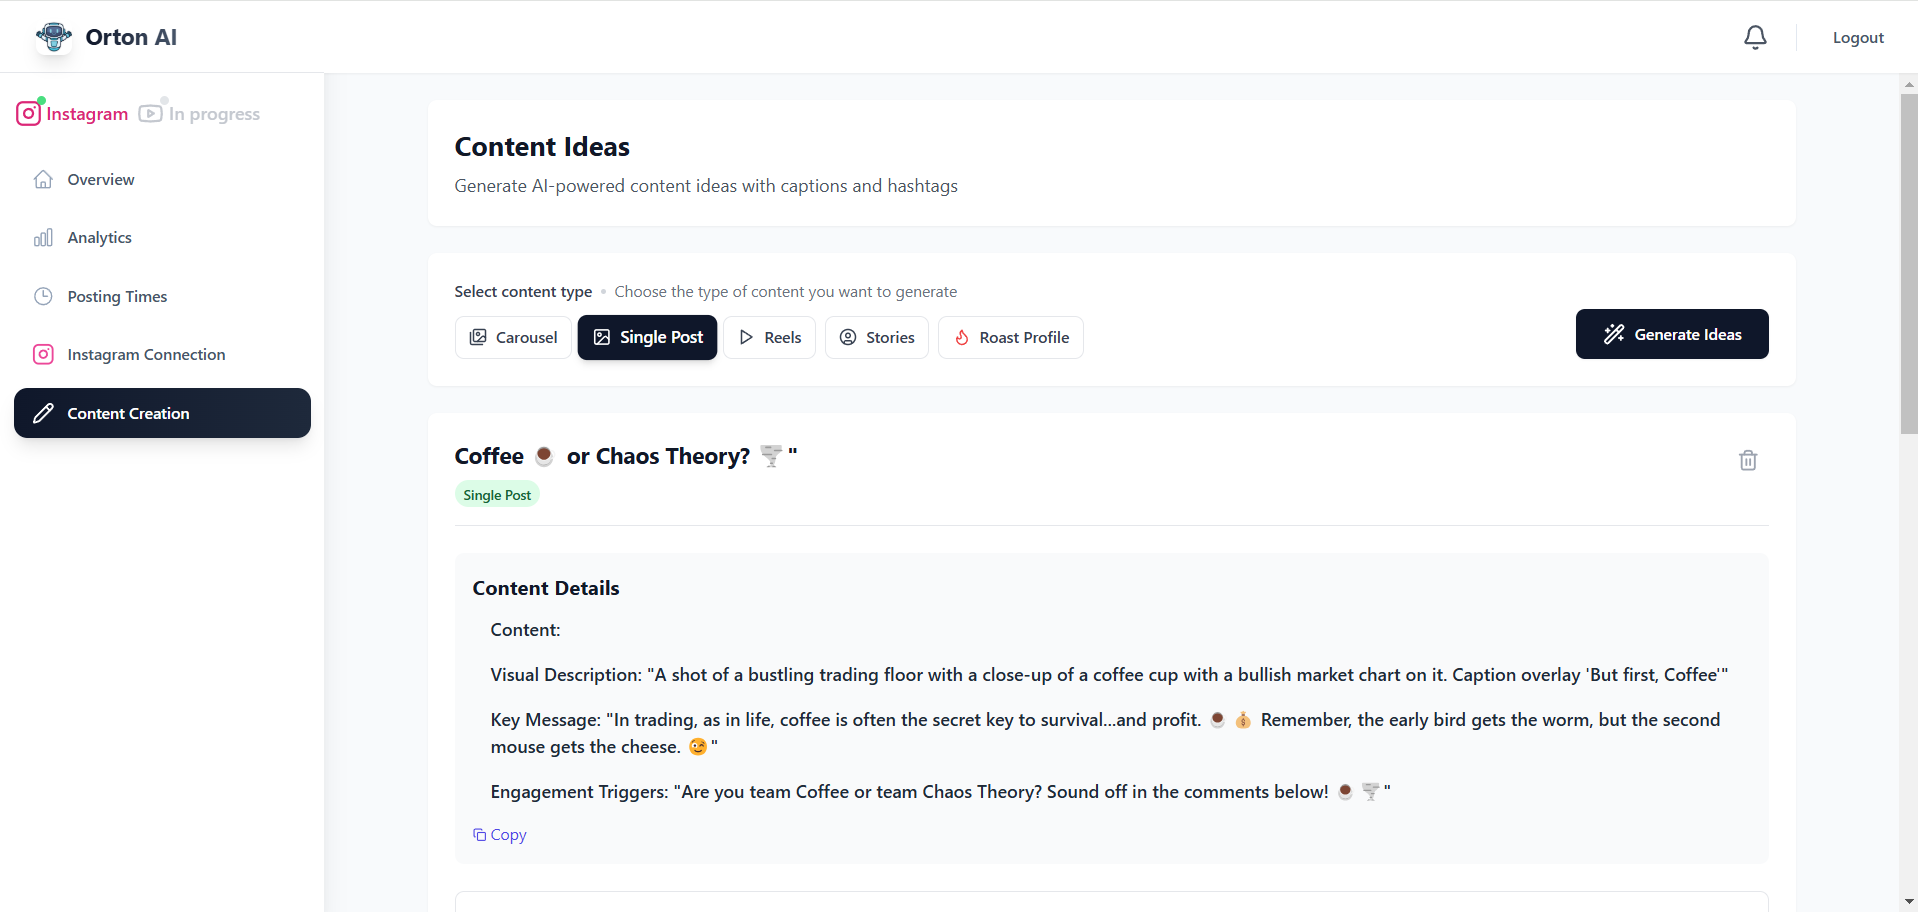 Orton AI
Logout
Instagram In progress
Overview
Analytics
Posting Times
Instagram Connection
Content Creation
Content Ideas
Generate AI-powered content ideas with captions and hashtags
Select content type • Choose the type of content you want to generate
Carousel Single Post Reels Stories Roast Profile
Generate Ideas
Coffee ☕ or Chaos Theory? 🌪️"
Single Post
Content Details
Content:
Visual Description: "A shot of a bustling trading floor with a close-up of a coffee cup with a bullish market chart on it. Caption overlay 'But first, Coffee'"
Key Message: "In trading, as in life, coffee is often the secret key to survival...and profit. ☕ 💰 Remember, the early bird gets the worm, but the second
mouse gets the cheese. 😉"
Engagement Triggers: "Are you team Coffee or team Chaos Theory? Sound off in the comments below! ☕ 🌪️"
Copy